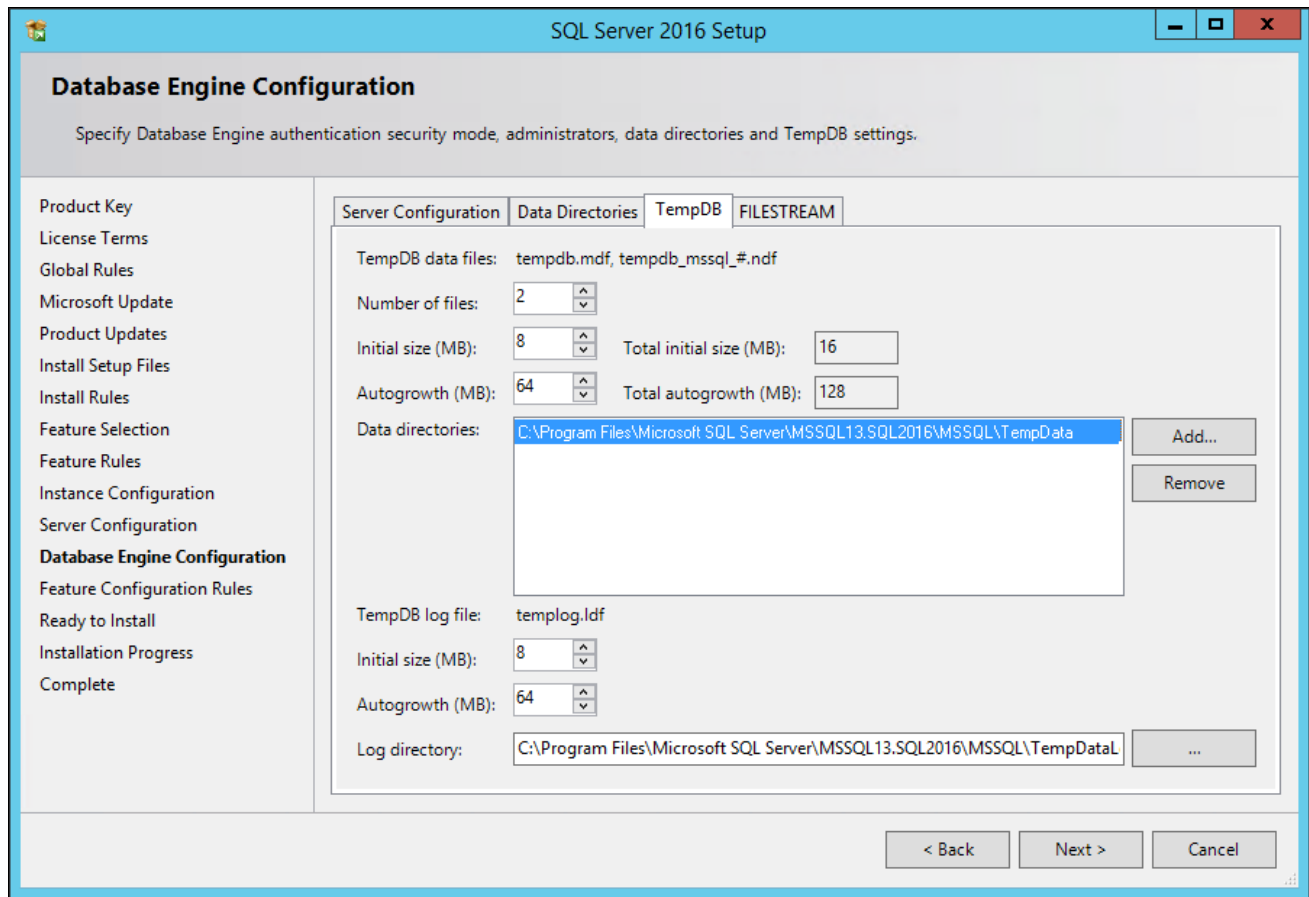 SQL Server 2016 Setup
Database Engine Configuration
Specify Database Engine authentication security mode, administrators, data directories and TempDB settings.
Product Key
License Terms
Global Rules
Microsoft Update
Product Updates
Install Setup Files
Install Rules
Feature Selection
Feature Rules
Instance Configuration
Server Configuration
Database Engine Configuration
Feature Configuration Rules
Ready to Install
Installation Progress
Complete
Server Configuration Data Directories TempDB FILESTREAM
TempDB data files: tempdb.mdf, tempdb_mssql_#.ndf
Number of files: 2
Initial size (MB): 8 Total initial size (MB): 16
Autogrowth (MB): 64 Total autogrowth (MB): 128
Data directories: C:\Program Files\Microsoft SQL Server\MSSQL13.SQL2016\MSSQL\TempData Add...
Remove
TempDB log file: templog.ldf
Initial size (MB): 8
Autogrowth (MB): 64
Log directory: C:\Program Files\Microsoft SQL Server\MSSQL13.SQL2016\MSSQL\TempDataL ...
< Back Next > Cancel